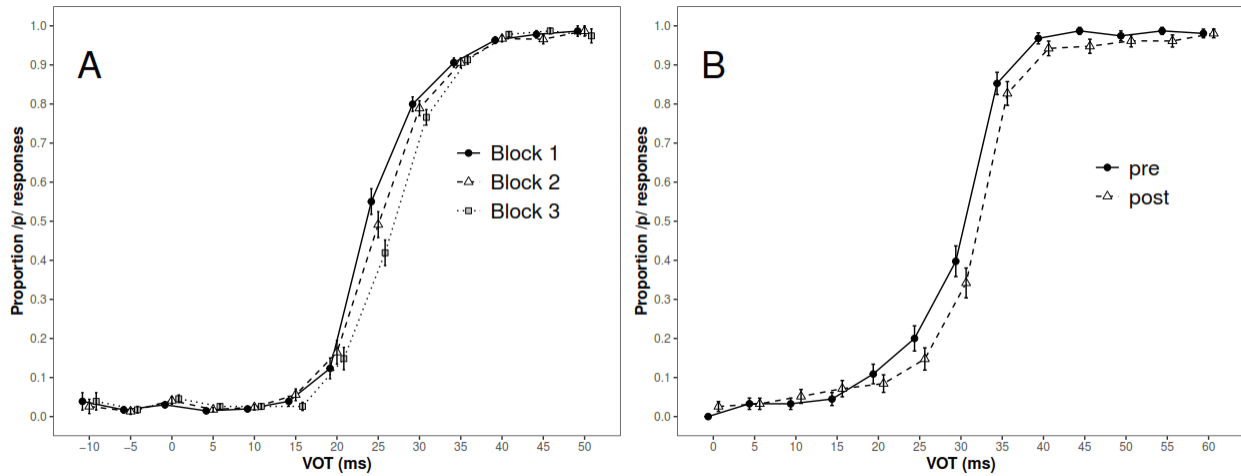 A
Proportion /p/ responses
1.0
0.9
0.8
0.7
0.6
0.5
0.4
0.3
0.2
0.1
0.0
Block 1
Block 2
Block 3
−10 −5 0 5 10 15 20 25 30 35 40 45 50
VOT (ms)
B
Proportion /p/ responses
1.0
0.9
0.8
0.7
0.6
0.5
0.4
0.3
0.2
0.1
0.0
pre
post
0 5 10 15 20 25 30 35 40 45 50 55 60
VOT (ms)